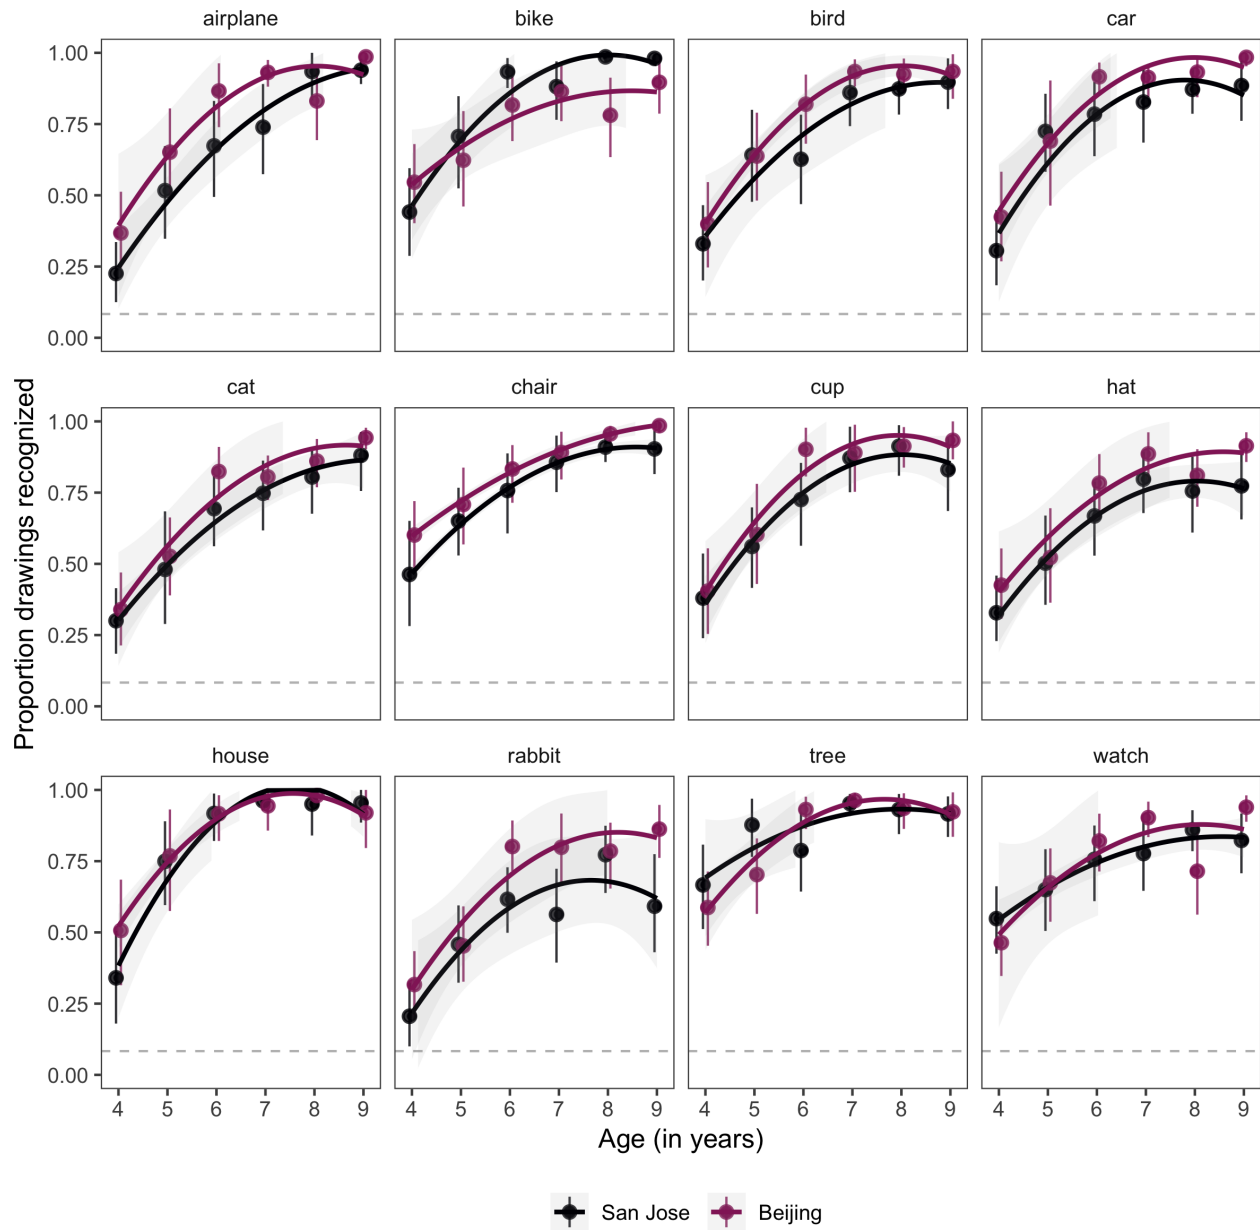 airplane bike bird car
1.00
0.75
0.50
0.25
0.00
cat chair cup hat
1.00
0.75
0.50
0.25
0.00
Proportion drawings recognized
house rabbit tree watch
1.00
0.75
0.50
0.25
0.00
4 5 6 7 8 9 4 5 6 7 8 9 4 5 6 7 8 9 4 5 6 7 8 9
Age (in years)
San Jose Beijing